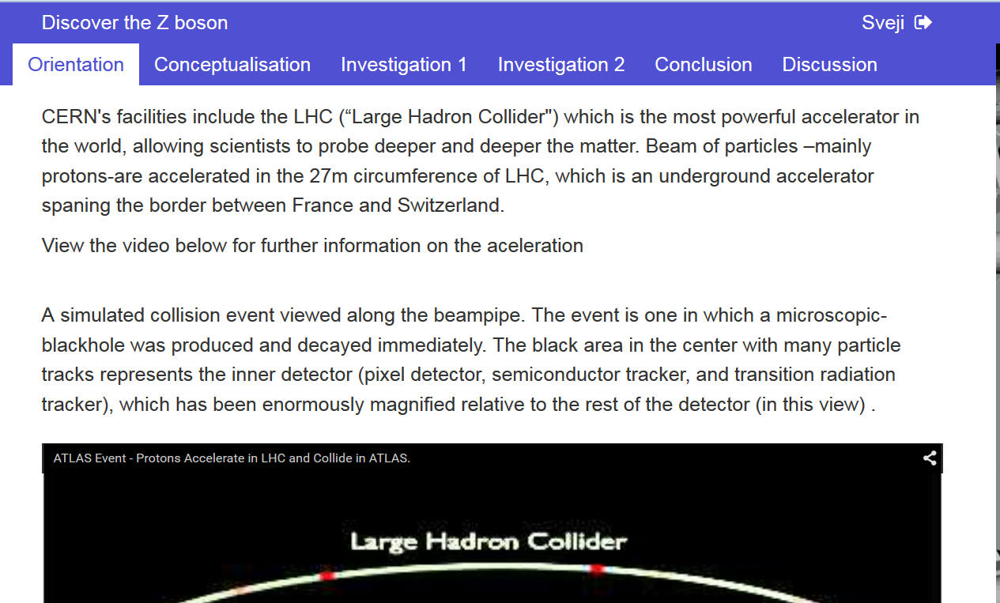 Discover the Z boson
Sveji
Orientation Conceptualisation Investigation 1 Investigation 2 Conclusion Discussion
CERN's facilities include the LHC (“Large Hadron Collider") which is the most powerful accelerator in
the world, allowing scientists to probe deeper and deeper the matter. Beam of particles –mainly
protons-are accelerated in the 27m circumference of LHC, which is an underground accelerator
spaning the border between France and Switzerland.
View the video below for further information on the aceleration
A simulated collision event viewed along the beampipe. The event is one in which a microscopic-
blackhole was produced and decayed immediately. The black area in the center with many particle
tracks represents the inner detector (pixel detector, semiconductor tracker, and transition radiation
tracker), which has been enormously magnified relative to the rest of the detector (in this view) .
ATLAS Event - Protons Accelerate in LHC and Collide in ATLAS.
Large Hadron Collider